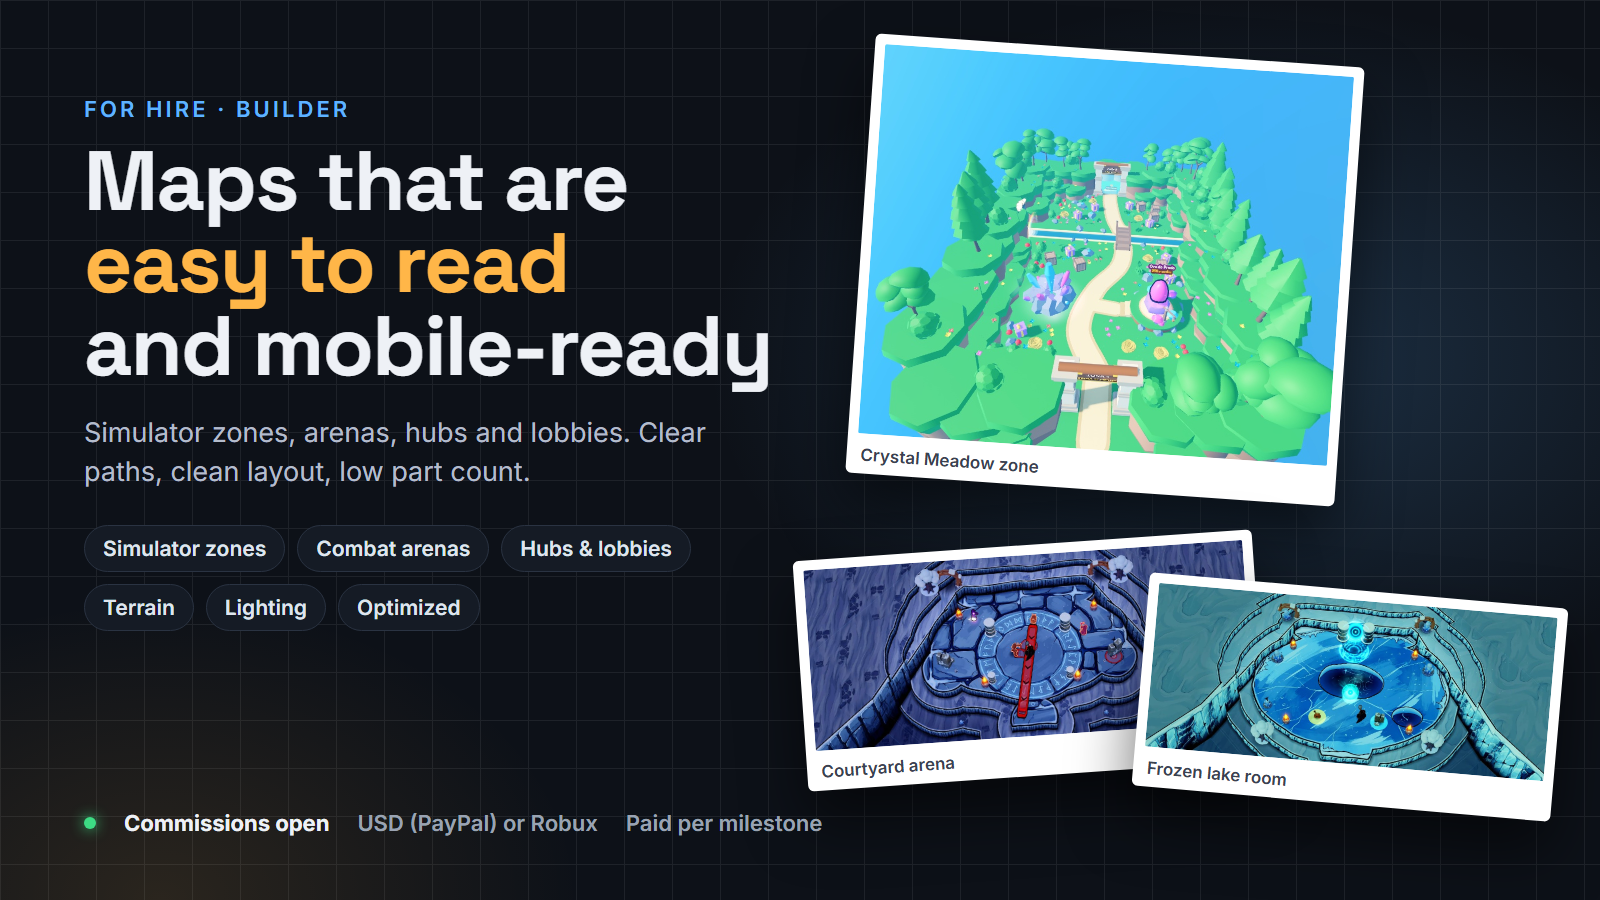 FOR HIRE · BUILDER
Maps that are
easy to read
and mobile-ready
Simulator zones, arenas, hubs and lobbies. Clear
paths, clean layout, low part count.
Simulator zones
Combat arenas
Hubs & lobbies
Terrain
Lighting
Optimized
Commissions open
USD (PayPal) or Robux
Paid per milestone
Crystal Meadow zone
Courtyard arena
Frozen lake room